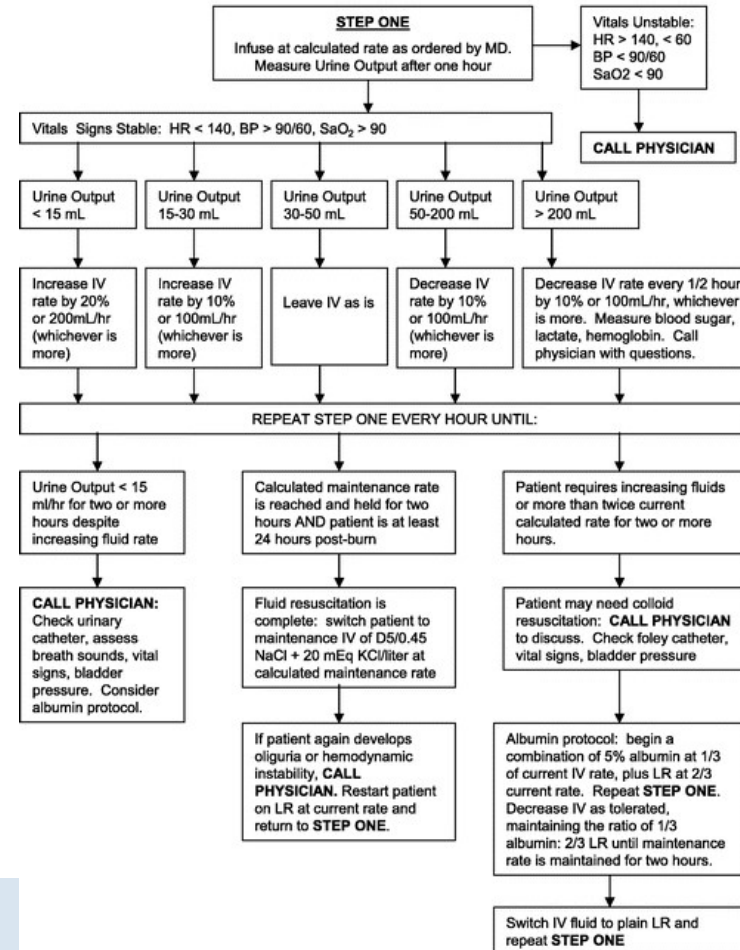 STEP ONE
Infuse at calculated rate as ordered by MD.
Measure Urine Output after one hour
Vitals Unstable:
HR > 140, < 60
BP < 90/60
SaO2 < 90
CALL PHYSICIAN
Vitals Signs Stable: HR < 140, BP > 90/60, SaO₂ > 90
Urine Output
< 15 mL
Urine Output
15-30 mL
Urine Output
30-50 mL
Urine Output
50-200 mL
Urine Output
> 200 mL
Increase IV
rate by 20%
or 200mL/hr
(whichever is
more)
Increase IV
rate by 10%
or 100mL/hr
(whichever is
more)
Leave IV as is
Decrease IV
rate by 10%
or 100mL/hr
(whichever is
more)
Decrease IV rate every 1/2 hour
by 10% or 100mL/hr, whichever
is more. Measure blood sugar,
lactate, hemoglobin. Call
physician with questions.
REPEAT STEP ONE EVERY HOUR UNTIL:
Urine Output < 15
ml/hr for two or more
hours despite
increasing fluid rate
Calculated maintenance rate
is reached and held for two
hours AND patient is at least
24 hours post-burn
Patient requires increasing fluids
or more than twice current
calculated rate for two or more
hours.
CALL PHYSICIAN:
Check urinary
catheter, assess
breath sounds, vital
signs, bladder
pressure. Consider
albumin protocol.
Fluid resuscitation is
complete: switch patient to
maintenance IV of D5/0.45
NaCl + 20 mEq KCl/liter at
calculated maintenance rate
Patient may need colloid
resuscitation: CALL PHYSICIAN
to discuss. Check foley catheter,
vital signs, bladder pressure
If patient again develops
oliguria or hemodynamic
instability, CALL
PHYSICIAN. Restart patient
on LR at current rate and
return to STEP ONE.
Albumin protocol: begin a
combination of 5% albumin at 1/3
of current IV rate, plus LR at 2/3
current rate. Repeat STEP ONE.
Decrease IV as tolerated,
maintaining the ratio of 1/3
albumin: 2/3 LR until maintenance
rate is maintained for two hours.
Switch IV fluid to plain LR and
repeat STEP ONE